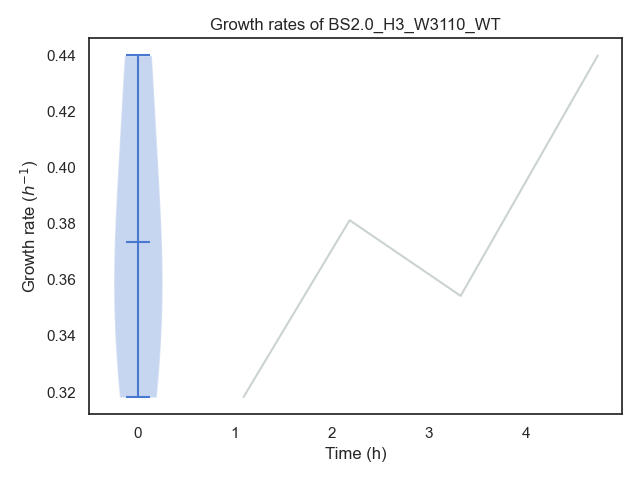 Growth rates of BS2.0_H3_W3110_WT
Growth rate (h⁻¹)
0.44
0.42
0.40
0.38
0.36
0.34
0.32
0 1 2 3 4
Time (h)